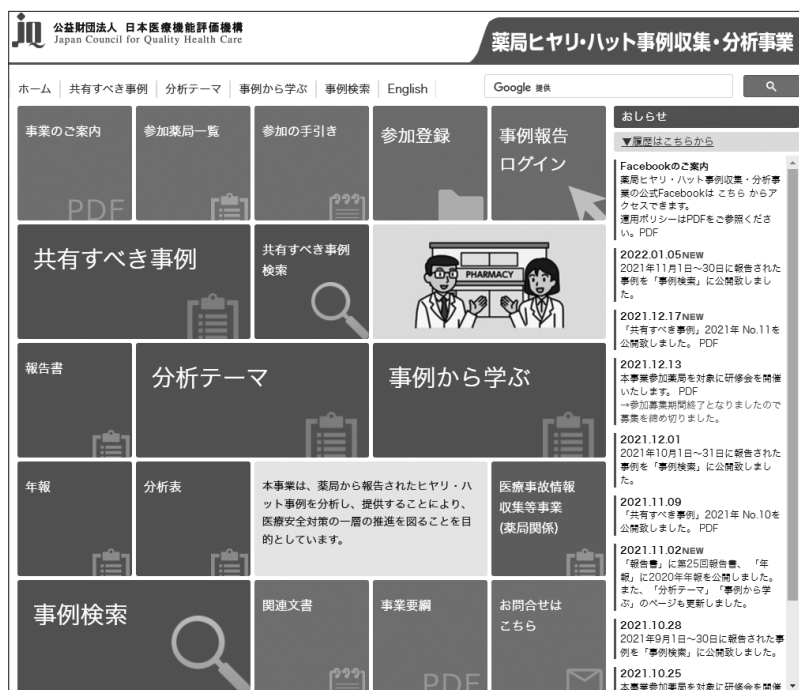 公益財団法人 日本医療機能評価機構
Japan Council for Quality Health Care
薬局ヒヤリ・ハット事例収集・分析事業
ホーム 共有すべき事例 分析テーマ 事例から学ぶ 事例検索 English
Google 提供
事業のご案内
PDF
参加薬局一覧
参加の手引き
参加登録
事例報告
ログイン
共有すべき事例
共有すべき事例
検索
PHARMACY
報告書
分析テーマ
事例から学ぶ
年報
分析表
本事業は、薬局から報告されたヒヤリ・ハ
ット事例を分析し、提供することにより、
医療安全対策の一層の推進を図ることを目
的としています。
医療事故情報
収集等事業
(薬局関係)
事例検索
関連文書
事業要綱
PDF
お問合せは
こちら
おしらせ
▼履歴はこちらから
Facebookのご案内
薬局ヒヤリ・ハット事例収集・分析事
業の公式Facebookは こちら からア
クセスできます。
運用ポリシーはPDFをご参照くださ
い。PDF
2022.01.05NEW
2021年11月1日~30日に報告された
事例を「事例検索」に公開致しまし
た。
2021.12.17NEW
「共有すべき事例」2021年 No.11を
公開致しました。 PDF
2021.12.13
本事業参加薬局を対象に研修会を開催
いたします。 PDF
→参加募集期間終了となりましたので
募集を締め切りました。
2021.12.01
2021年10月1日~31日に報告された
事例を「事例検索」に公開致しまし
た。
2021.11.09
「共有すべき事例」2021年 No.10を
公開致しました。 PDF
2021.11.02NEW
「報告書」に第25回報告書、「年
報」に2020年年報を公開しました。
また、「分析テーマ」「事例から学
ぶ」のページも更新しました。
2021.10.28
2021年9月1日~30日に報告された事
例を「事例検索」に公開致しました。
2021.10.25
本事業参加薬局を対象に研修会を開催